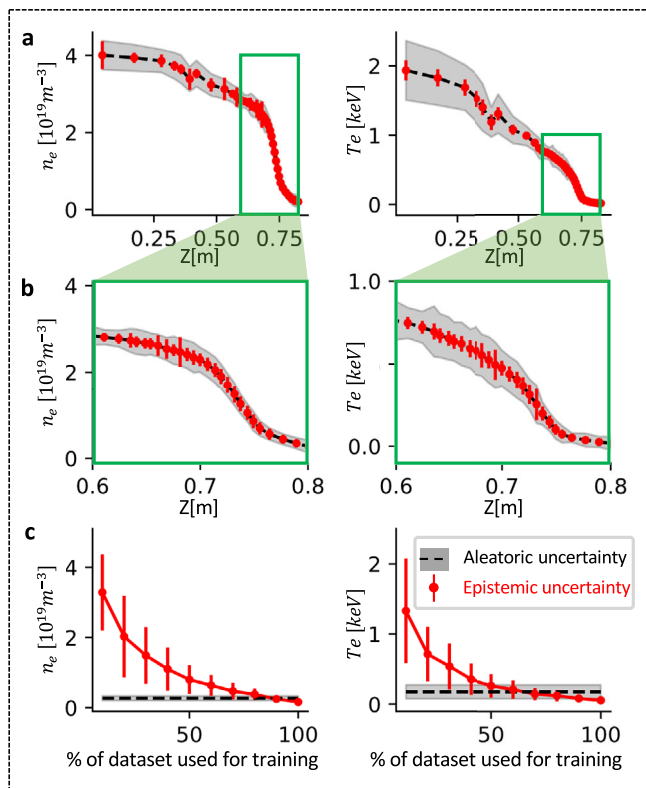 a
n_e [10^19 m^−3]
4
2
0
0.25 0.50 0.75
Z[m]
Te [keV]
2
1
0
0.25 0.50 0.75
Z[m]
b
n_e [10^19 m^−3]
4
2
0
0.6 0.7 0.8
Z[m]
Te [keV]
1.0
0.0
0.6 0.7 0.8
Z[m]
c
n_e [10^19 m^−3]
4
2
0
50 100
% of dataset used for training
Te [keV]
2
1
0
50 100
% of dataset used for training
Aleatoric uncertainty
Epistemic uncertainty